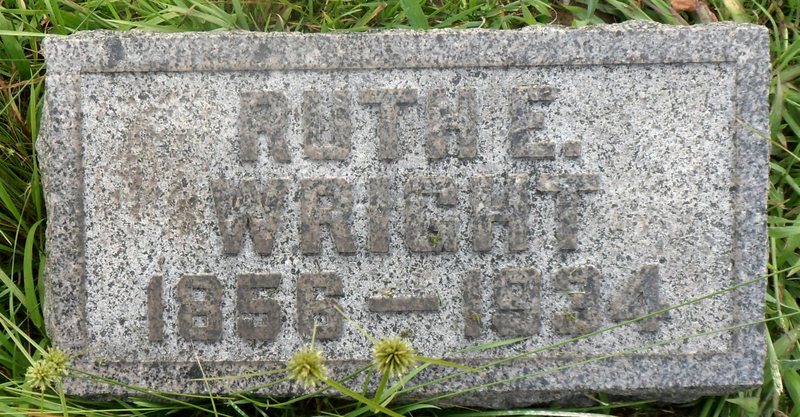 RUTH E.
WRIGHT
1856 — 1934